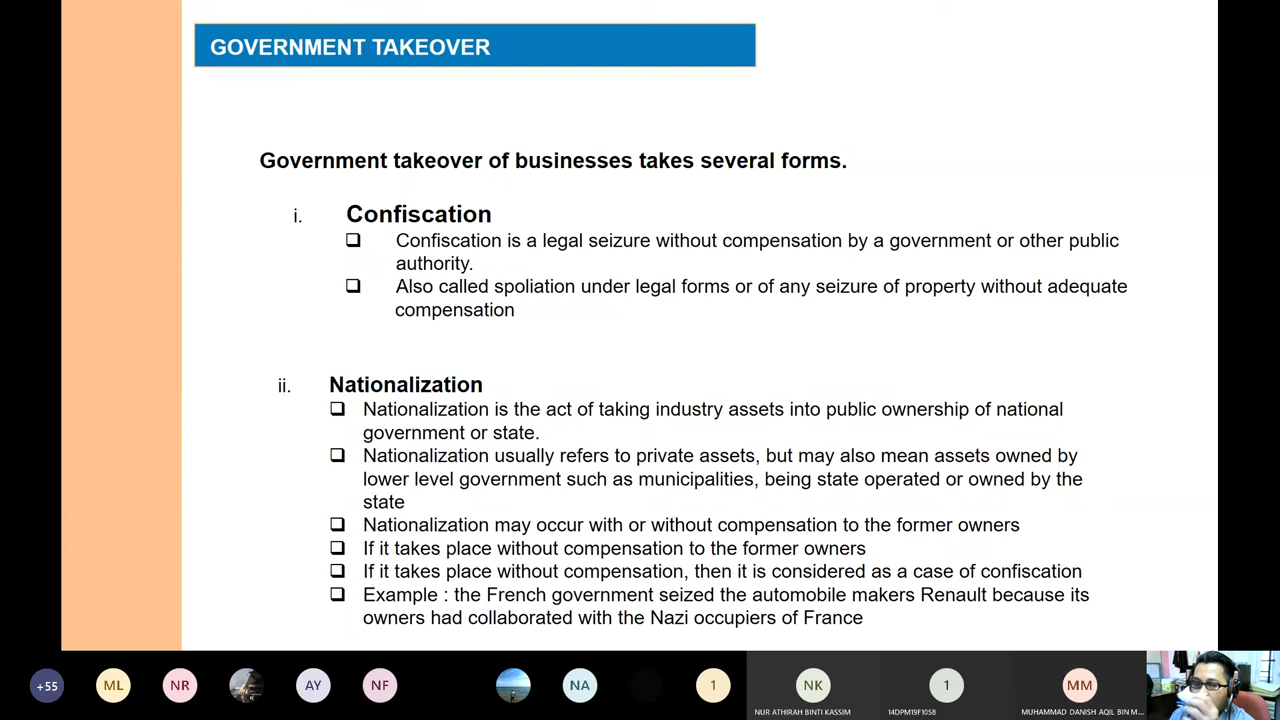 GOVERNMENT TAKEOVER
Government takeover of businesses takes several forms.
i. Confiscation
❑ Confiscation is a legal seizure without compensation by a government or other public
authority.
❑ Also called spoliation under legal forms or of any seizure of property without adequate
compensation
ii. Nationalization
❑ Nationalization is the act of taking industry assets into public ownership of national
government or state.
❑ Nationalization usually refers to private assets, but may also mean assets owned by
lower level government such as municipalities, being state operated or owned by the
state
❑ Nationalization may occur with or without compensation to the former owners
❑ If it takes place without compensation to the former owners
❑ If it takes place without compensation, then it is considered as a case of confiscation
❑ Example : the French government seized the automobile makers Renault because its
owners had collaborated with the Nazi occupiers of France
+55 ML NR AY NF NA 1 NK 1 MM
NUR ATHIRAH BINTI KASSIM 14DPM19F1058 MUHAMMAD DANISH AQIL BIN M...